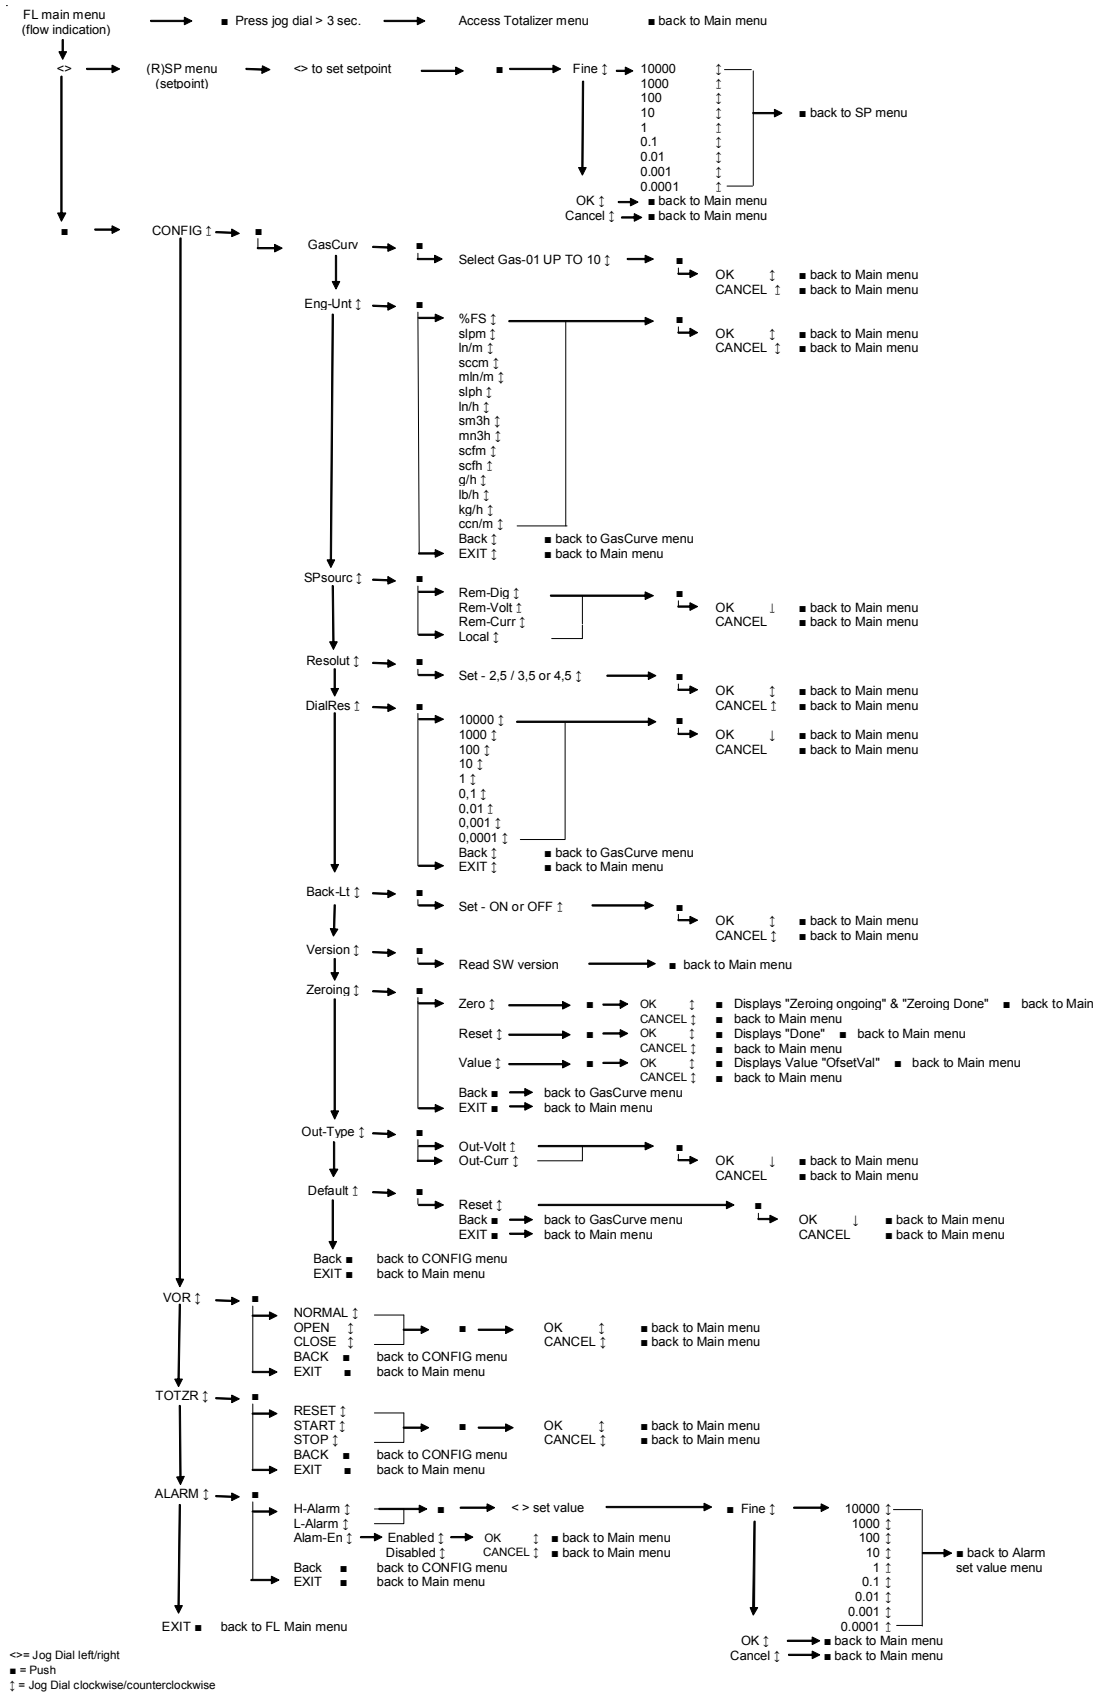 FL main menu ■ Press jog dial > 3 sec. Access Totalizer menu ■ back to Main menu
(flow indication)
<> (R)SP menu <> to set setpoint ■ Fine ↕ 10000 ↕
(setpoint) 1000 ↕
100 ↕
10 ↕ ■ back to SP menu
1 ↕
0.1 ↕
0.01 ↕
0.001 ↕
0.0001 ↕
OK ↕ ■ back to Main menu
Cancel ↕ ■ back to Main menu
■ CONFIG ↕ ■
GasCurv ■
Select Gas-01 UP TO 10 ↕ ■
OK ↕ ■ back to Main menu
CANCEL ↕ ■ back to Main menu
Eng-Unt ↕ ■
%FS ↕ ■
slpm ↕ OK ↕ ■ back to Main menu
ln/m ↕ CANCEL ↕ ■ back to Main menu
sccm ↕
mln/m ↕
slph ↕
ln/h ↕
sm3h ↕
mn3h ↕
scfm ↕
scfh ↕
g/h ↕
lb/h ↕
kg/h ↕
ccn/m ↕
Back ↕ ■ back to GasCurve menu
EXIT ↕ ■ back to Main menu
SPsourc ↕ ■
Rem-Dig ↕ ■
Rem-Volt ↕ OK ↓ ■ back to Main menu
Rem-Curr ↕ CANCEL ■ back to Main menu
Local ↕
Resolut ↕ ■
Set - 2,5 / 3,5 or 4,5 ↕ ■
OK ↕ ■ back to Main menu
CANCEL ↕ ■ back to Main menu
DialRes ↕ ■
10000 ↕ ■
1000 ↕ OK ↓ ■ back to Main menu
100 ↕ CANCEL ■ back to Main menu
10 ↕
1 ↕
0,1 ↕
0,01 ↕
0,001 ↕
0,0001 ↕
Back ↕ ■ back to GasCurve menu
EXIT ↕ ■ back to Main menu
Back-Lt ↕ ■
Set - ON or OFF ↕ ■
OK ↕ ■ back to Main menu
CANCEL ↕ ■ back to Main menu
Version ↕ ■
Read SW version ■ back to Main menu
Zeroing ↕ ■
Zero ↕ ■ OK ↕ ■ Displays "Zeroing ongoing" & "Zeroing Done" ■ back to Main
CANCEL ↕ ■ back to Main menu
Reset ↕ ■ OK ↕ ■ Displays "Done" ■ back to Main menu
CANCEL ↕ ■ back to Main menu
Value ↕ ■ OK ↕ ■ Displays Value "OfsetVal" ■ back to Main menu
CANCEL ↕ ■ back to Main menu
Back ■ back to GasCurve menu
EXIT ■ back to Main menu
Out-Type ↕ ■
Out-Volt ↕ ■
Out-Curr ↕ OK ↓ ■ back to Main menu
CANCEL ■ back to Main menu
Default ↕ ■
Reset ↕ ■
Back ■ back to GasCurve menu OK ↓ ■ back to Main menu
EXIT ■ back to Main menu CANCEL ■ back to Main menu
Back ■ back to CONFIG menu
EXIT ■ back to Main menu
VOR ↕ ■
NORMAL ↕
OPEN ↕ ■ OK ↕ ■ back to Main menu
CLOSE ↕ CANCEL ↕ ■ back to Main menu
BACK ■ back to CONFIG menu
EXIT ■ back to Main menu
TOTZR ↕ ■
RESET ↕
START ↕ ■ OK ↕ ■ back to Main menu
STOP ↕ CANCEL ↕ ■ back to Main menu
BACK ■ back to CONFIG menu
EXIT ■ back to Main menu
ALARM ↕ ■
H-Alarm ↕ ■ < > set value ■ Fine ↕ 10000 ↕
L-Alarm ↕ 1000 ↕
Alam-En ↕ Enabled ↕ OK ↕ ■ back to Main menu 100 ↕
Disabled ↕ CANCEL ↕ ■ back to Main menu 10 ↕ ■ back to Alarm
Back ■ back to CONFIG menu 1 ↕ set value menu
EXIT ■ back to Main menu 0.1 ↕
0.01 ↕
0.001 ↕
EXIT ■ back to FL Main menu 0.0001 ↕
OK ↕ ■ back to Main menu
Cancel ↕ ■ back to Main menu
<>= Jog Dial left/right
■ = Push
↕ = Jog Dial clockwise/counterclockwise